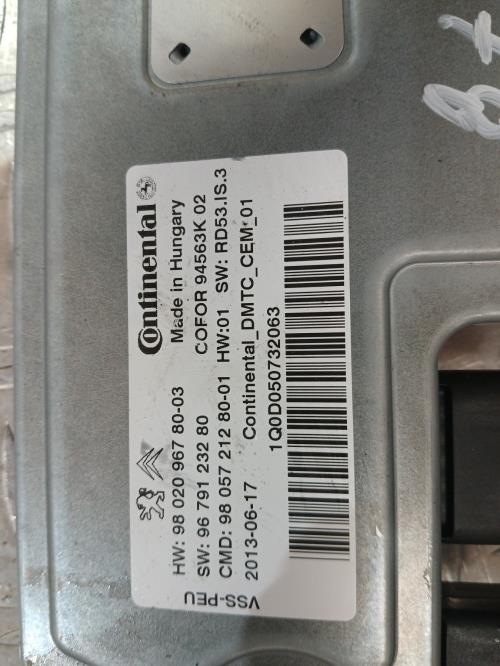 Continental
Made in Hungary
HW: 98 020 967 80-03 COFOR 94563K 02
SW: 96 791 232 80
CMD: 98 057 212 80-01 HW:01 SW: RD53.IS.3
2013-06-17 Continental_DMTC_CEM_01
1Q0D050732063
VSS-PEU